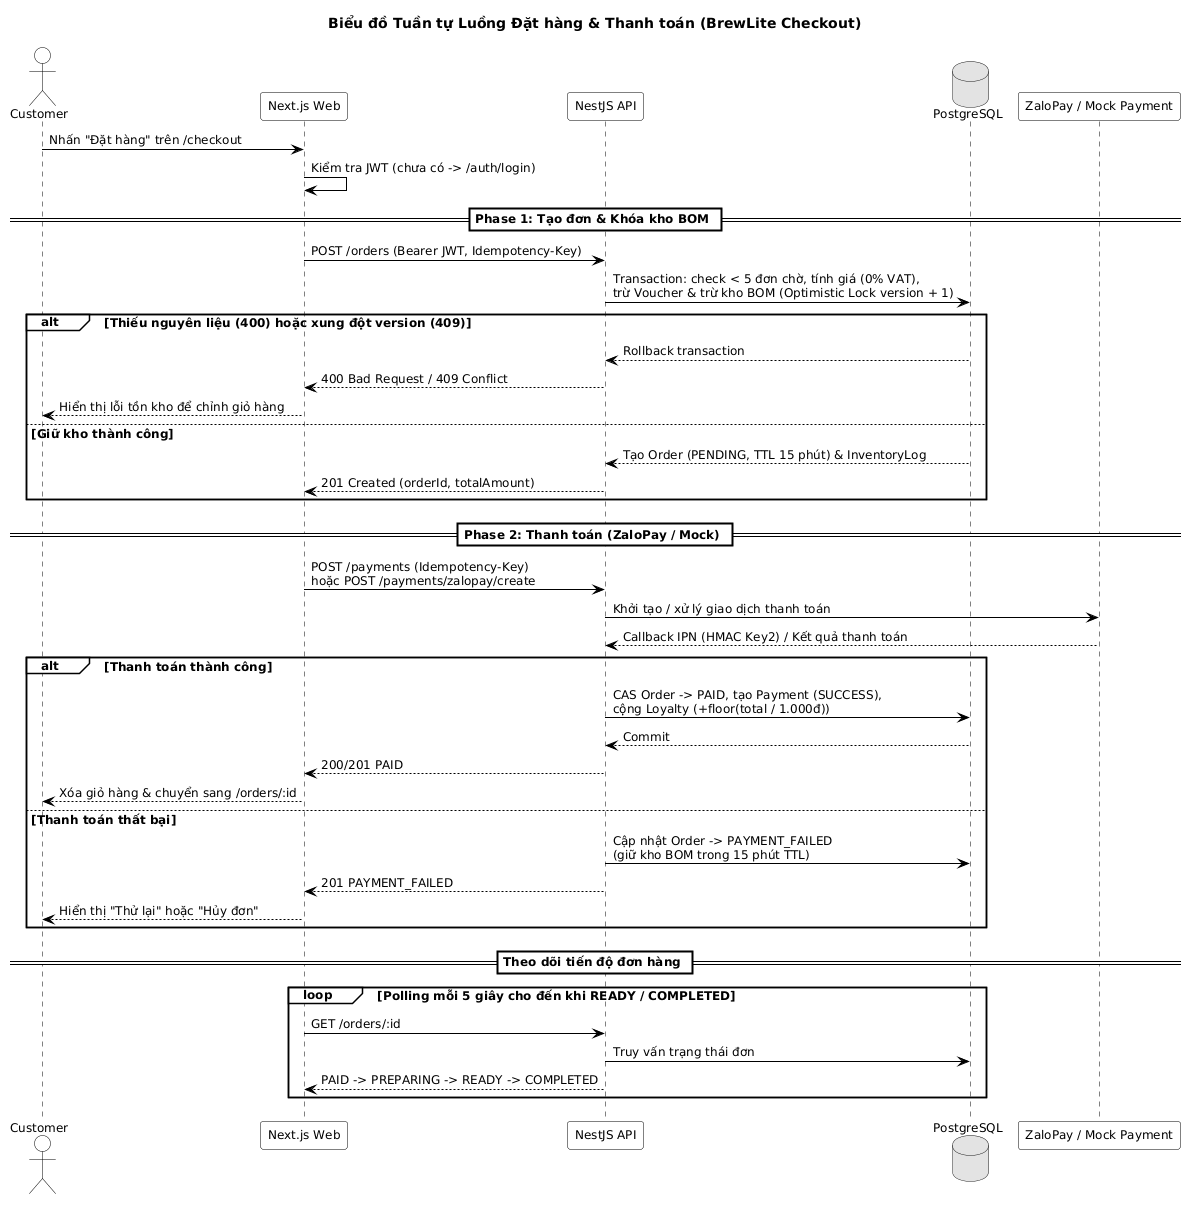 Biểu đồ Tuần tự Luồng Đặt hàng & Thanh toán (BrewLite Checkout)
Customer
Next.js Web
NestJS API
PostgreSQL
ZaloPay / Mock Payment
Nhấn "Đặt hàng" trên /checkout
Kiểm tra JWT (chưa có -> /auth/login)
Phase 1: Tạo đơn & Khóa kho BOM
POST /orders (Bearer JWT, Idempotency-Key)
Transaction: check < 5 đơn chờ, tính giá (0% VAT),
trừ Voucher & trừ kho BOM (Optimistic Lock version + 1)
alt [Thiếu nguyên liệu (400) hoặc xung đột version (409)]
Rollback transaction
400 Bad Request / 409 Conflict
Hiển thị lỗi tồn kho để chỉnh giỏ hàng
[Giữ kho thành công]
Tạo Order (PENDING, TTL 15 phút) & InventoryLog
201 Created (orderId, totalAmount)
Phase 2: Thanh toán (ZaloPay / Mock)
POST /payments (Idempotency-Key)
hoặc POST /payments/zalopay/create
Khởi tạo / xử lý giao dịch thanh toán
Callback IPN (HMAC Key2) / Kết quả thanh toán
alt [Thanh toán thành công]
CAS Order -> PAID, tạo Payment (SUCCESS),
cộng Loyalty (+floor(total / 1.000đ))
Commit
200/201 PAID
Xóa giỏ hàng & chuyển sang /orders/:id
[Thanh toán thất bại]
Cập nhật Order -> PAYMENT_FAILED
(giữ kho BOM trong 15 phút TTL)
201 PAYMENT_FAILED
Hiển thị "Thử lại" hoặc "Hủy đơn"
Theo dõi tiến độ đơn hàng
loop [Polling mỗi 5 giây cho đến khi READY / COMPLETED]
GET /orders/:id
Truy vấn trạng thái đơn
PAID -> PREPARING -> READY -> COMPLETED
Customer
Next.js Web
NestJS API
PostgreSQL
ZaloPay / Mock Payment